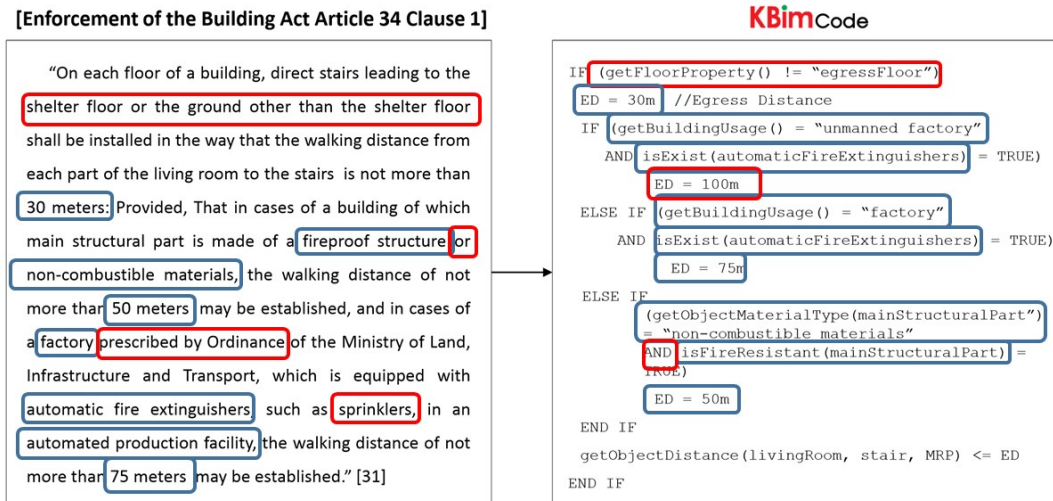 [Enforcement of the Building Act Article 34 Clause 1]
“On each floor of a building, direct stairs leading to the
shelter floor or the ground other than the shelter floor
shall be installed in the way that the walking distance from
each part of the living room to the stairs is not more than
30 meters: Provided, That in cases of a building of which
main structural part is made of a fireproof structure or
non-combustible materials, the walking distance of not
more than 50 meters may be established, and in cases of
a factory prescribed by Ordinance of the Ministry of Land,
Infrastructure and Transport, which is equipped with
automatic fire extinguishers, such as sprinklers, in an
automated production facility, the walking distance of not
more than 75 meters may be established.” [31]
KBimCode
IF (getFloorProperty() != “egressFloor”)
ED = 30m //Egress Distance
IF (getBuildingUsage() = “unmanned factory”
AND isExist(automaticFireExtinguishers) = TRUE)
ED = 100m
ELSE IF (getBuildingUsage() = “factory”
AND isExist(automaticFireExtinguishers) = TRUE)
ED = 75m
ELSE IF
(getObjectMaterialType(mainStructuralPart”)
= “non-combustible materials”
AND isFireResistant(mainStructuralPart) =
TRUE)
ED = 50m
END IF
getObjectDistance(livingRoom, stair, MRP) <= ED
END IF